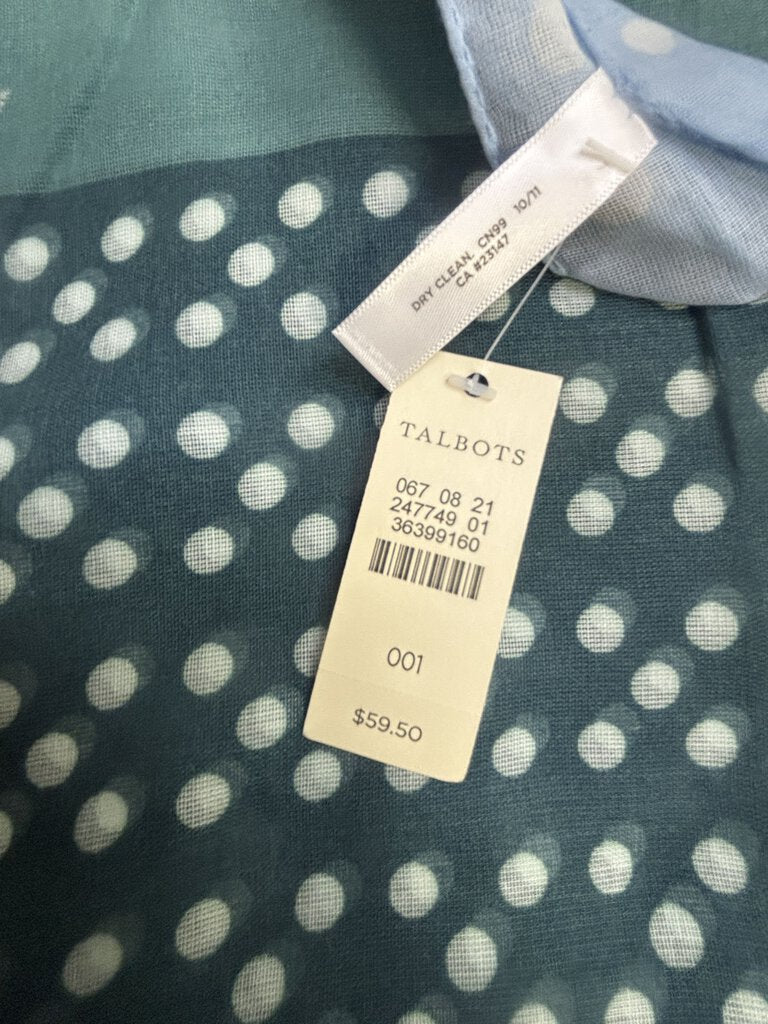 DRY CLEAN. CN99 10/11
CA #23147
TALBOTS
067 08 21
247749 01
36399160
001
$59.50